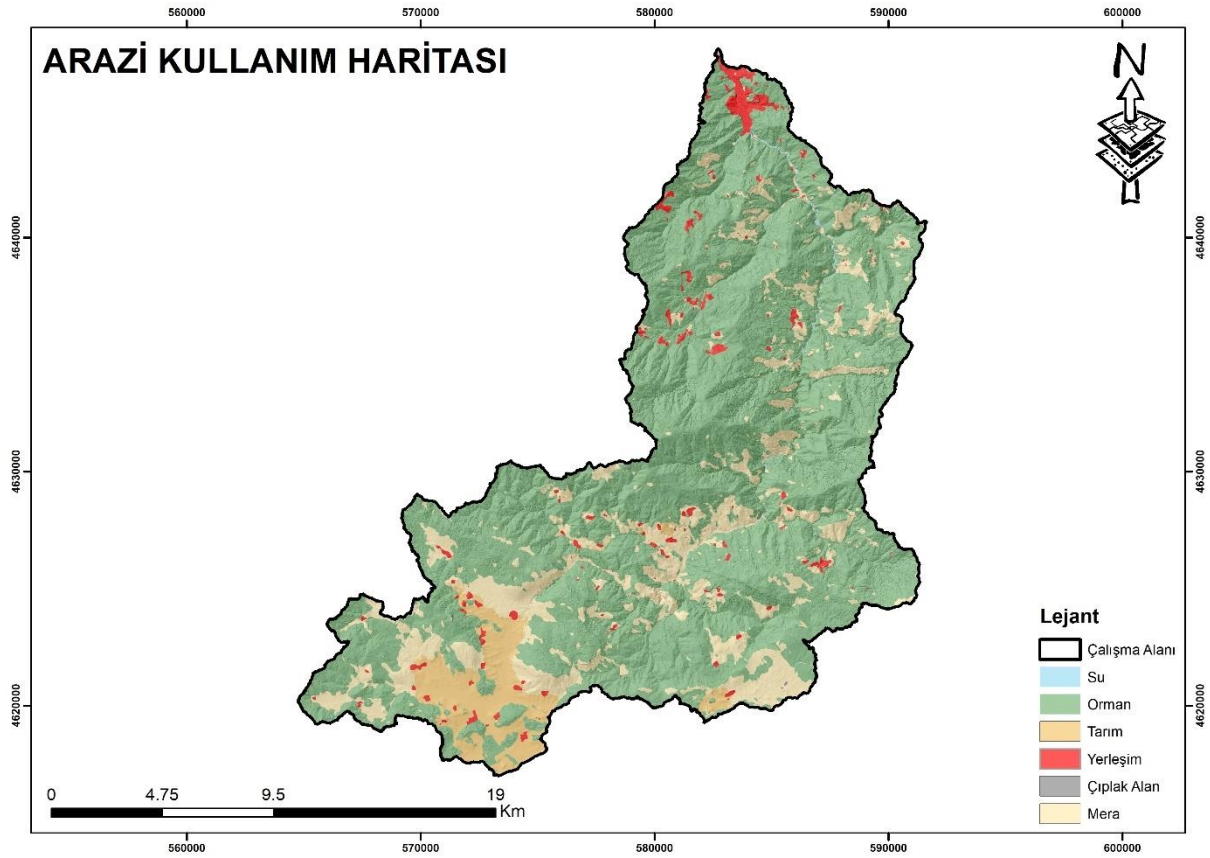 560000
570000
580000
590000
600000
ARAZİ KULLANIM HARİTASI
N
4640000
4640000
4630000
4630000
4620000
4620000
Lejant
Çalışma Alanı
Su
Orman
Tarım
Yerleşim
Çıplak Alan
Mera
0
4.75
9.5
19
Km
560000
570000
580000
590000
600000